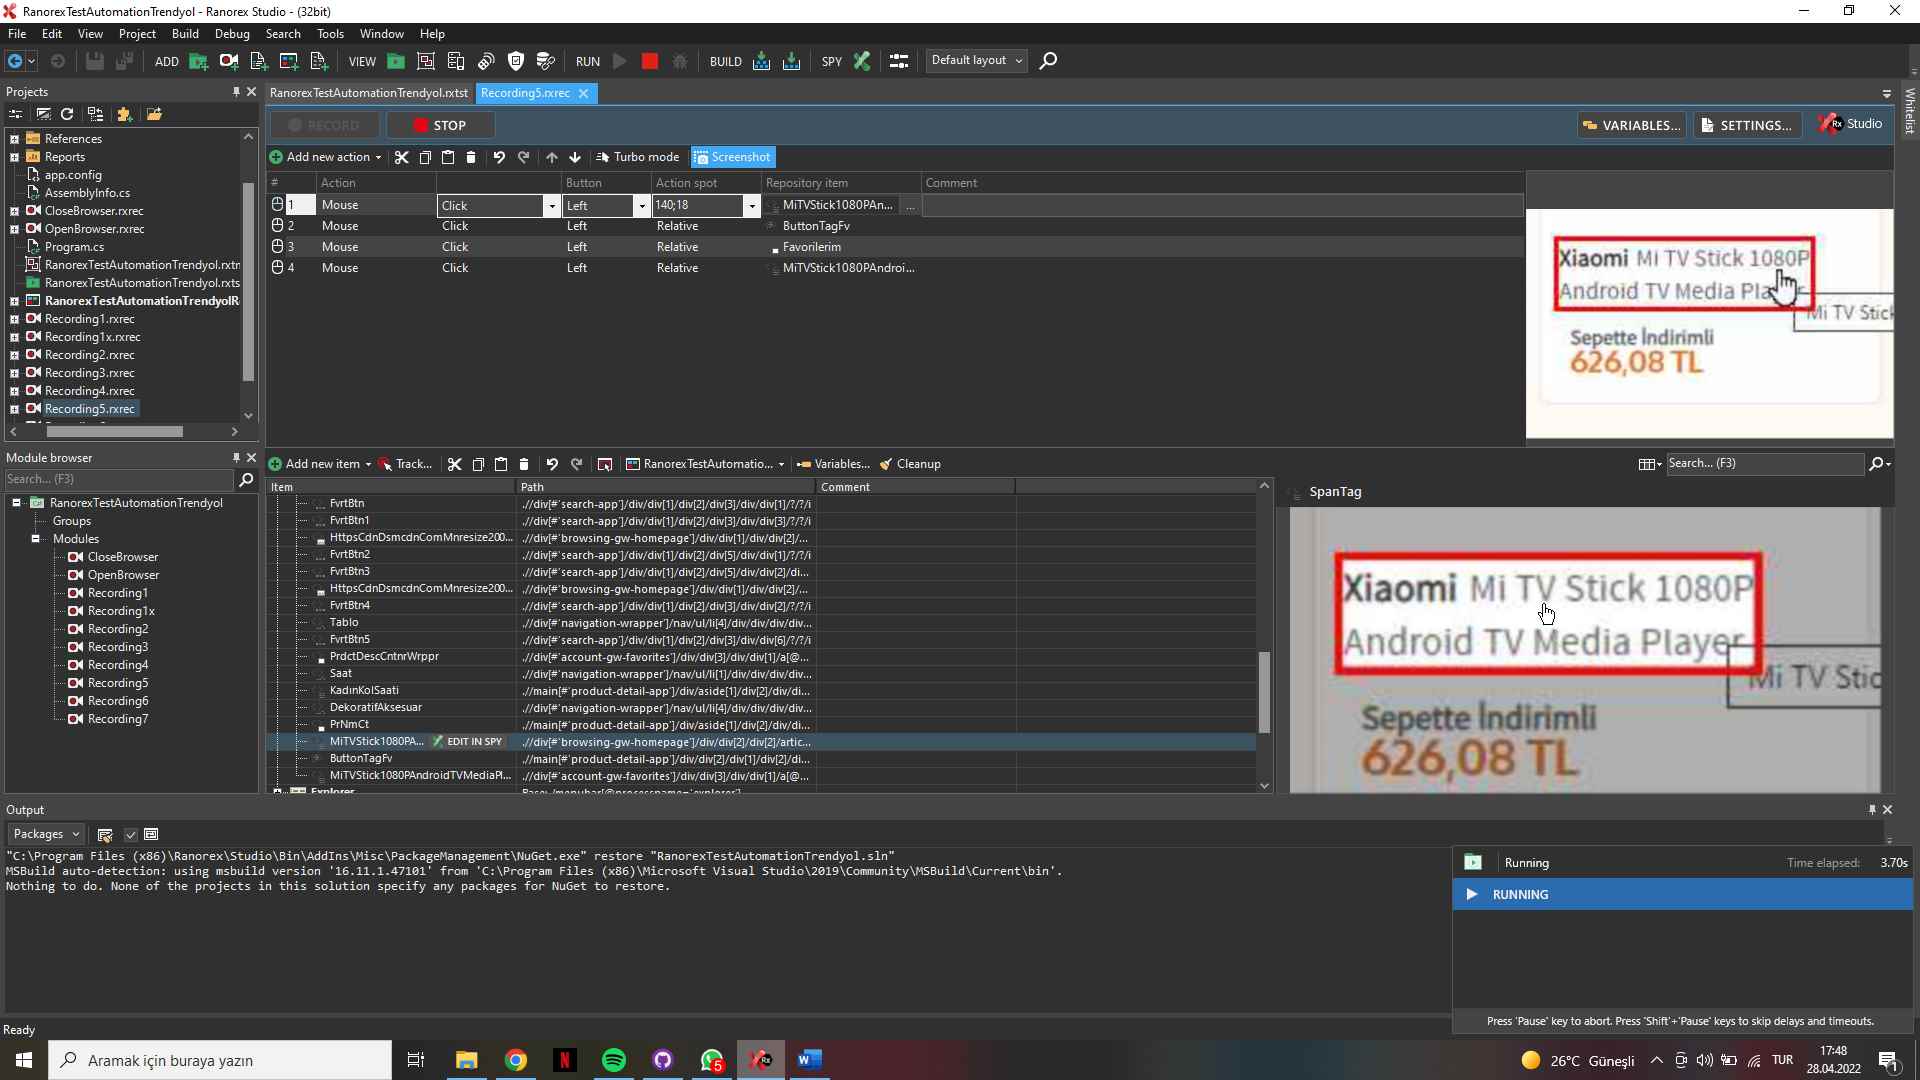 RanorexTestAutomationTrendyol - Ranorex Studio - (32bit)
File Edit View Project Build Debug Search Tools Window Help
ADD VIEW RUN BUILD SPY Default layout
Projects
References
Reports
app.config
AssemblyInfo.cs
CloseBrowser.rxrec
OpenBrowser.rxrec
Program.cs
RanorexTestAutomationTrendyol.rxtm
RanorexTestAutomationTrendyol.rxts
RanorexTestAutomationTrendyolR
Recording1.rxrec
Recording1x.rxrec
Recording2.rxrec
Recording3.rxrec
Recording4.rxrec
Recording5.rxrec
RanorexTestAutomationTrendyol.rxtst Recording5.rxrec
RECORD STOP VARIABLES... SETTINGS... Rx Studio
Whitelist
Add new action Turbo mode Screenshot
# Action Button Action spot Repository item Comment
1 Mouse Click Left 140;18 MiTVStick1080PAn... ...
2 Mouse Click Left Relative ButtonTagFv
3 Mouse Click Left Relative Favorilerim
4 Mouse Click Left Relative MiTVStick1080PAndroi...
Xiaomi Mi TV Stick 1080P
Android TV Media Pla
Mi TV Stick
Sepette İndirimli
626,08 TL
Module browser
Search... (F3)
RanorexTestAutomationTrendyol
Groups
Modules
CloseBrowser
OpenBrowser
Recording1
Recording1x
Recording2
Recording3
Recording4
Recording5
Recording6
Recording7
Add new item Track... RanorexTestAutomatio... Variables... Cleanup Search... (F3)
Item Path Comment
FvrtBtn .//div[#'search-app']/div/div[1]/div[2]/div[3]/div/div[1]/?/?/i
FvrtBtn1 .//div[#'search-app']/div/div[1]/div[2]/div[3]/div/div[3]/?/?/i
HttpsCdnDsmcdnComMnresize200... .//div[#'browsing-gw-homepage']/div/div[1]/div/div[2]/...
FvrtBtn2 .//div[#'search-app']/div/div[1]/div[2]/div[5]/div/div[1]/?/?/i
FvrtBtn3 .//div[#'search-app']/div/div[1]/div[2]/div[5]/div/div[2]/di...
HttpsCdnDsmcdnComMnresize200... .//div[#'browsing-gw-homepage']/div/div[1]/div/div[2]/...
FvrtBtn4 .//div[#'search-app']/div/div[1]/div[2]/div[3]/div/div[2]/?/?/i
Tablo .//div[#'navigation-wrapper']/nav/ul/li[4]/div/div/div/di...
FvrtBtn5 .//div[#'search-app']/div/div[1]/div[2]/div[3]/div/div[6]/?/?/i
PrdctDescCntnrWrppr .//div[#'account-gw-favorites']/div/div[3]/div/div[1]/a[@...
Saat .//div[#'navigation-wrapper']/nav/ul/li[1]/div/div/div/di...
KadınKolSaati .//main[#'product-detail-app']/div/aside[1]/div[2]/div/di...
DekoratifAksesuar .//div[#'navigation-wrapper']/nav/ul/li[4]/div/div/div/di...
PrNmCt .//main[#'product-detail-app']/div/aside[1]/div[2]/div/di...
MiTVStick1080PA... EDIT IN SPY .//div[#'browsing-gw-homepage']/div/div[2]/div[2]/artic...
ButtonTagFv .//main[#'product-detail-app']/div/div[2]/div[1]/div[2]/di...
MiTVStick1080PAndroidTVMediaPl... .//div[#'account-gw-favorites']/div/div[3]/div/div[1]/a[@...
Explorer Base: /menubar[@processname='explorer']
SpanTag
Xiaomi Mi TV Stick 1080P
Android TV Media Player
Mi TV Stic
Sepette İndirimli
626,08 TL
Output
Packages
"C:\Program Files (x86)\Ranorex\Studio\Bin\AddIns\Misc\PackageManagement\NuGet.exe" restore "RanorexTestAutomationTrendyol.sln"
MSBuild auto-detection: using msbuild version '16.11.1.47101' from 'C:\Program Files (x86)\Microsoft Visual Studio\2019\Community\MSBuild\Current\bin'.
Nothing to do. None of the projects in this solution specify any packages for NuGet to restore.
Running Time elapsed: 3.70s
RUNNING
Press 'Pause' key to abort. Press 'Shift'+'Pause' keys to skip delays and timeouts.
Ready
Aramak için buraya yazın
5
26°C Güneşli
TUR
17:48
28.04.2022
1